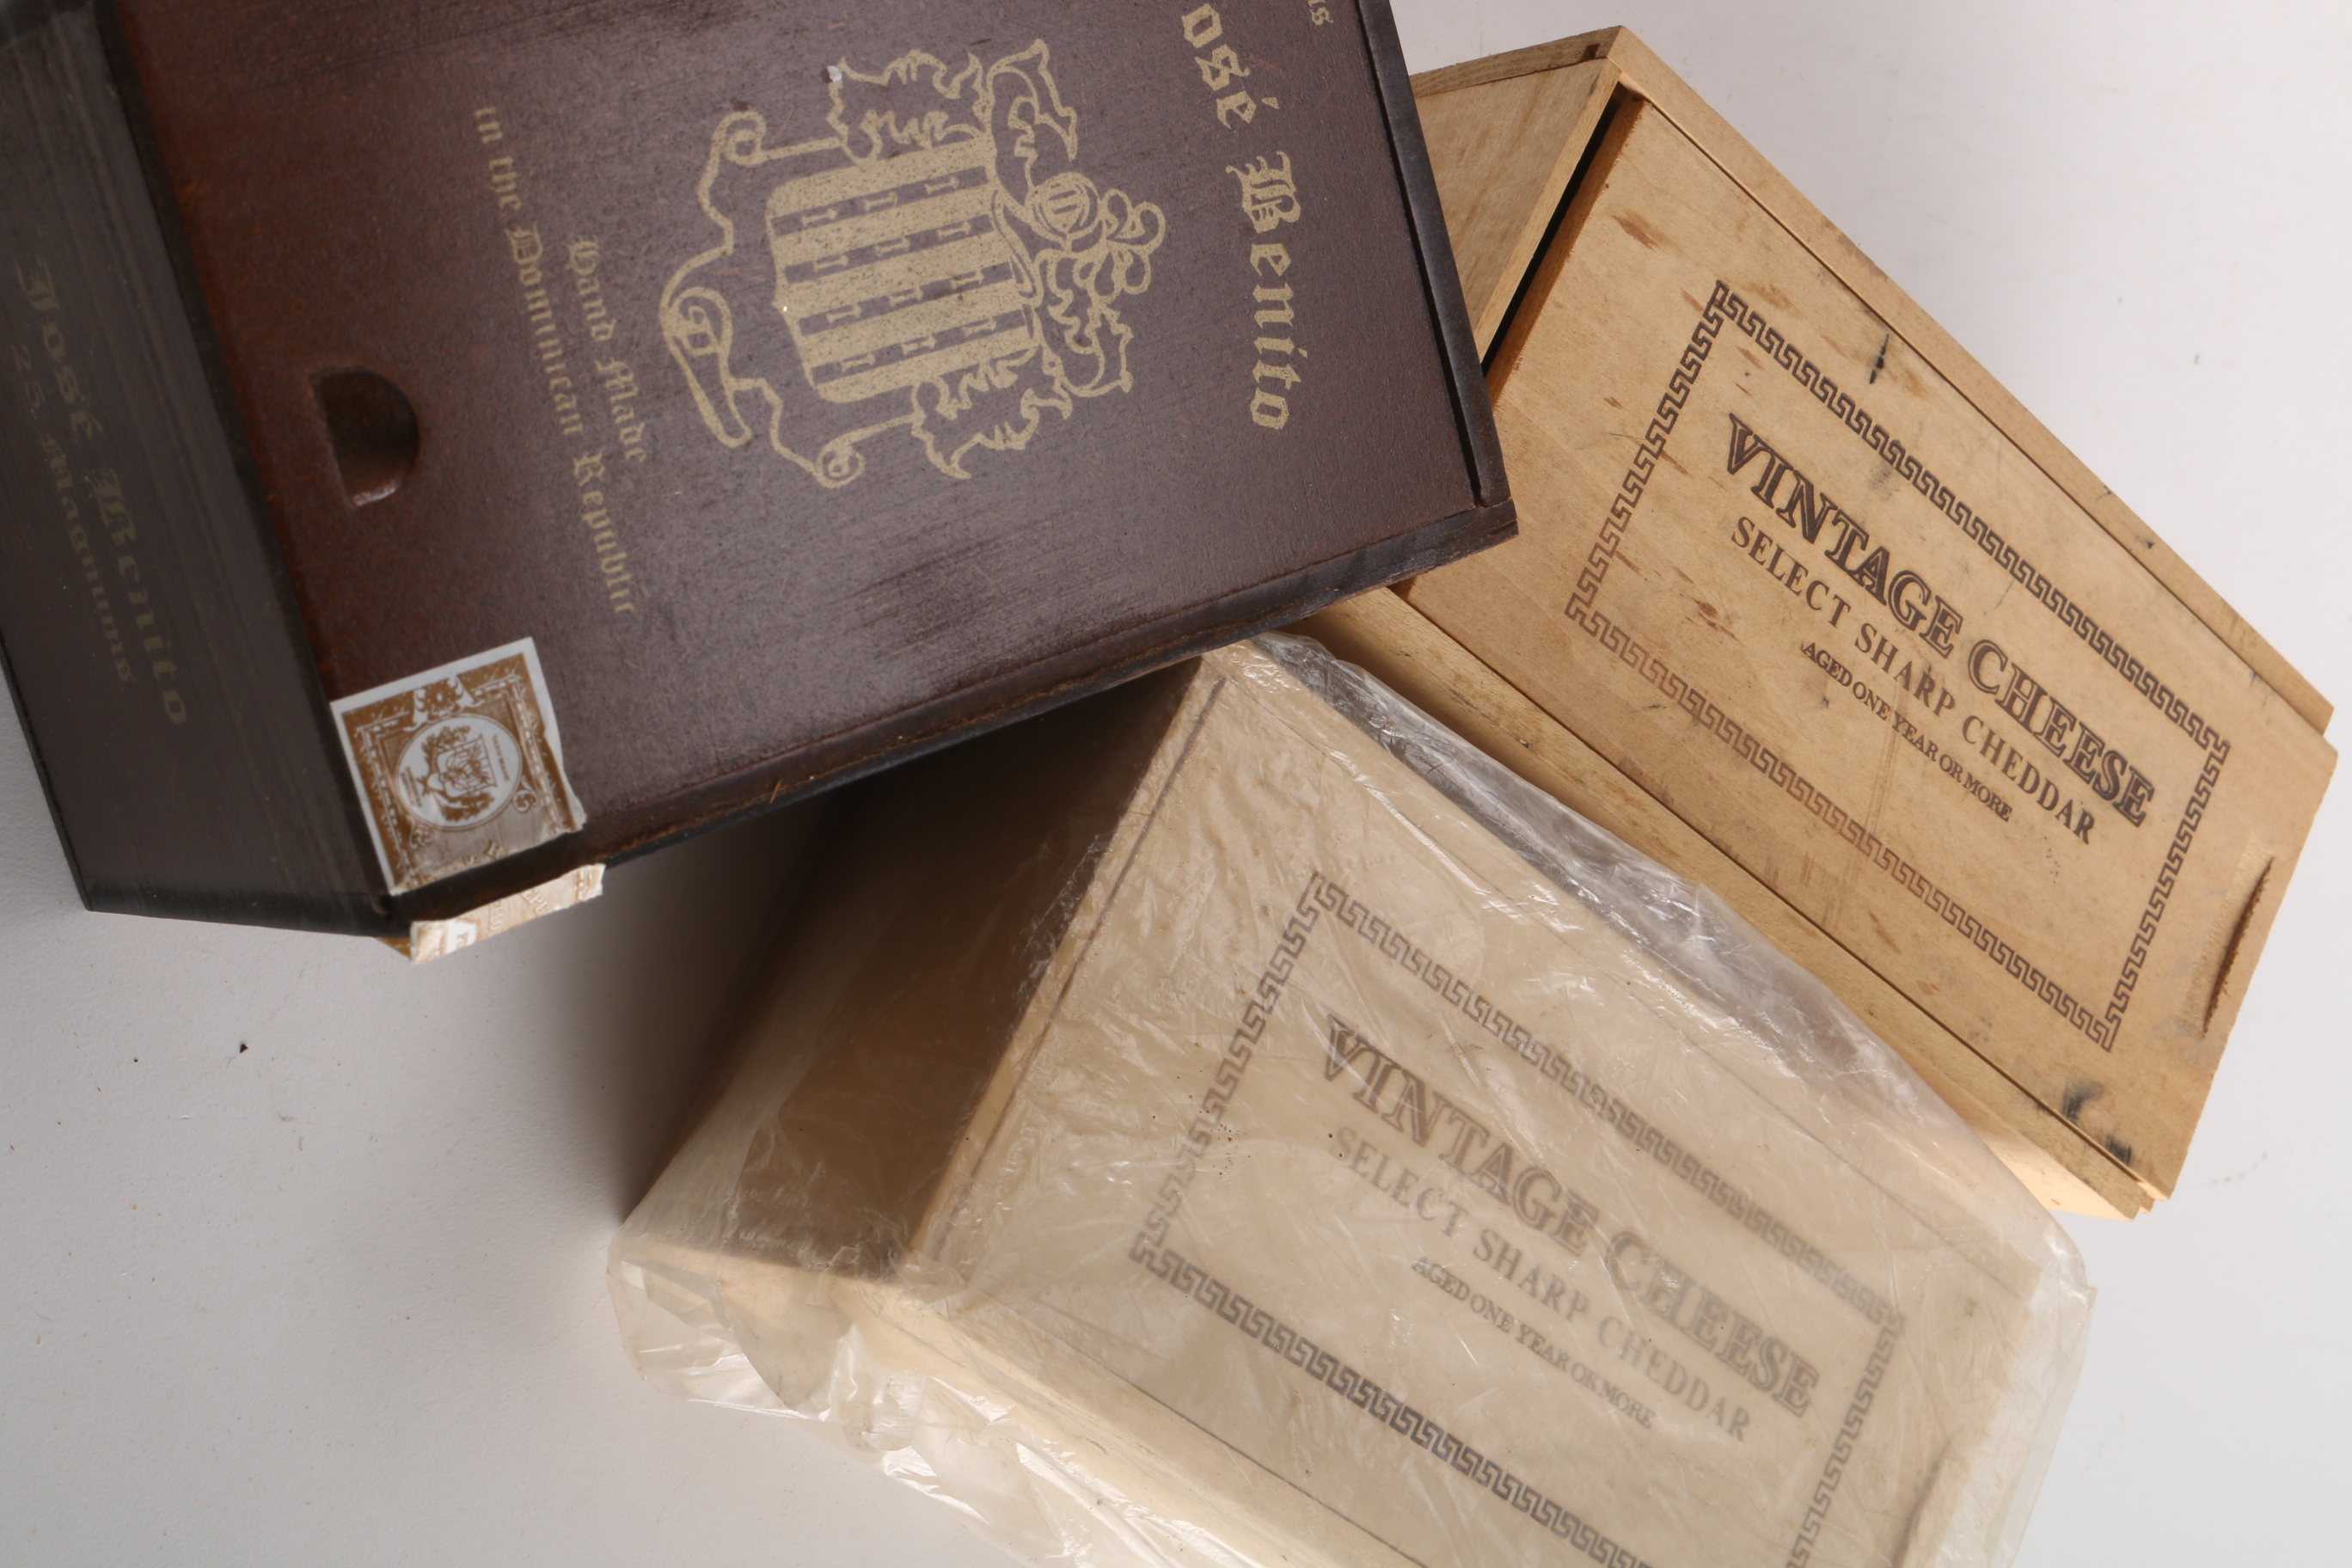 osé Benito
Hand Made
in the Dominican Republic
José Benito
25 Magnums
VINTAGE CHEESE
SELECT SHARP CHEDDAR
AGED ONE YEAR OR MORE
VINTAGE CHEESE
SELECT SHARP CHEDDAR
AGED ONE YEAR OR MORE